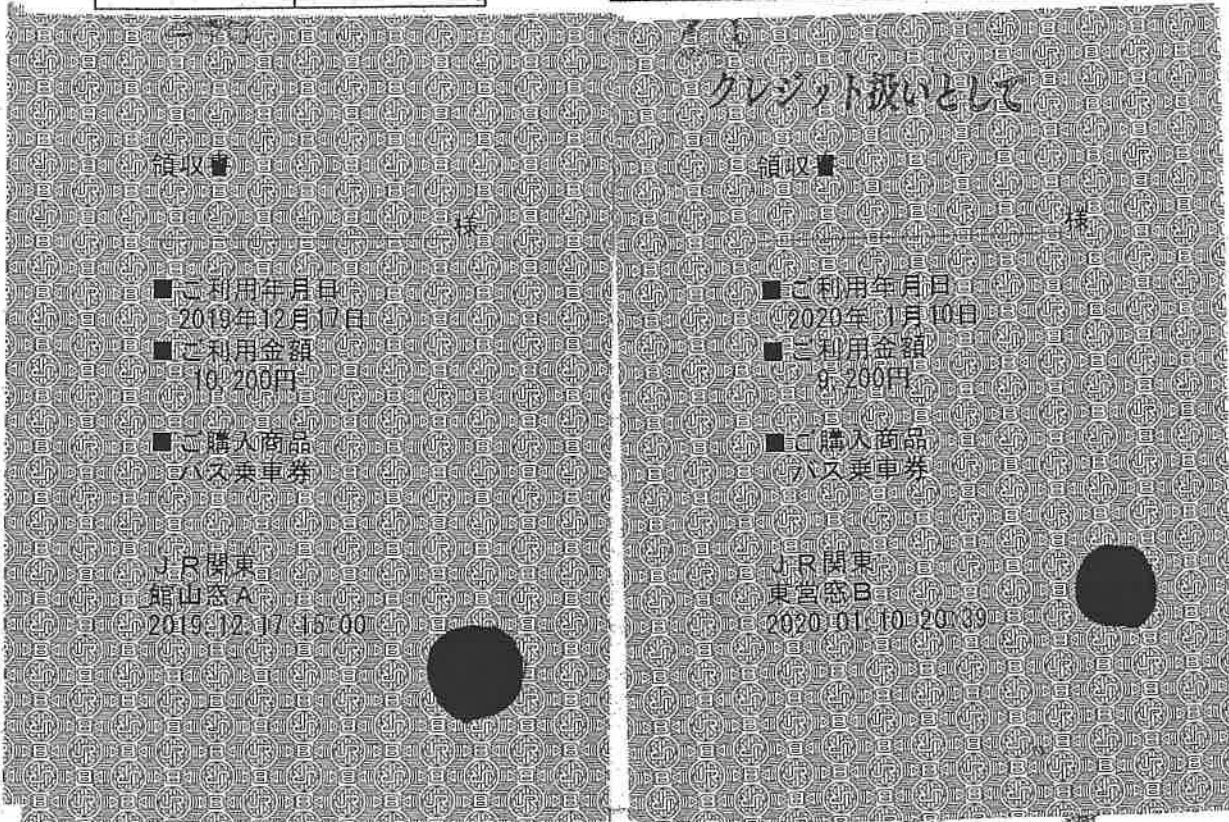 領収書
様
■ご利用年月日
2019年12月17日
■ご利用金額
10,200円
■ご購入商品
バス乗車券
JR関東
館山窓A
2019.12.17 15:00
クレジット扱いとして
領収書
様
■ご利用年月日
2020年 1月10日
■ご利用金額
9,200円
■ご購入商品
バス乗車券
JR関東
東営窓B
2020.01.10 20:39